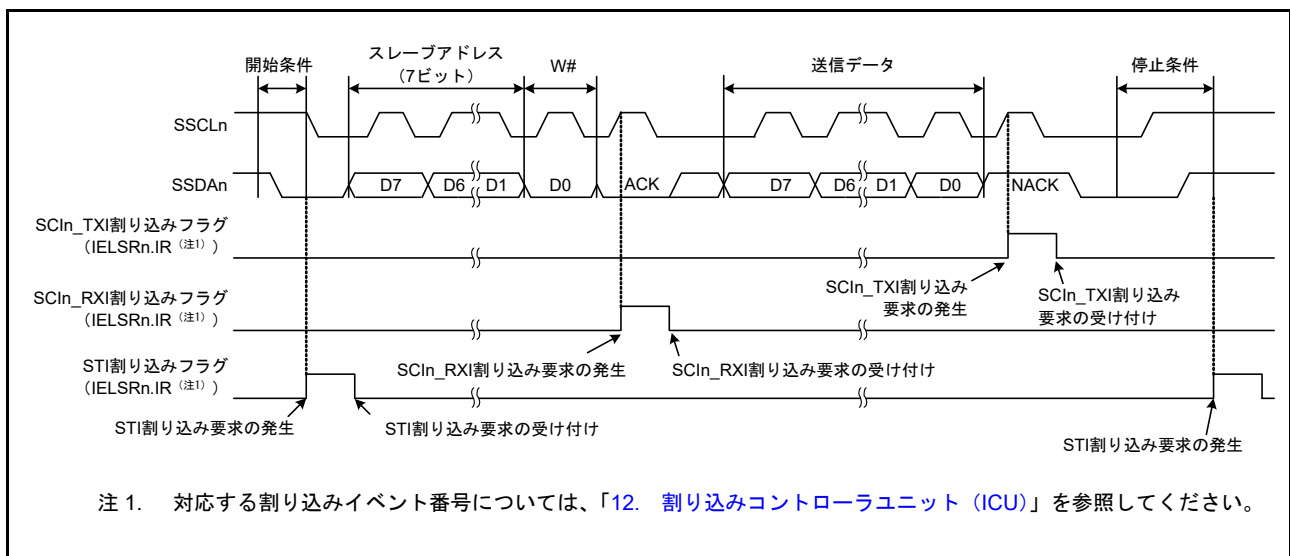 開始条件
スレーブアドレス
(7ビット)
W#
送信データ
停止条件
SSCLn
SSDAn
D7
D6
D1
D0
ACK
D7
D6
D1
D0
NACK
SCIn_TXI割り込みフラグ
(IELSRn.IR (注1) )
SCIn_TXI割り込み
要求の発生
SCIn_TXI割り込み
要求の受け付け
SCIn_RXI割り込みフラグ
(IELSRn.IR (注1) )
SCIn_RXI割り込み要求の発生
SCIn_RXI割り込み要求の受け付け
STI割り込みフラグ
(IELSRn.IR (注1) )
STI割り込み要求の発生
STI割り込み要求の受け付け
STI割り込み要求の発生
注 1. 対応する割り込みイベント番号については、「12. 割り込みコントローラユニット(ICU)」を参照してください。